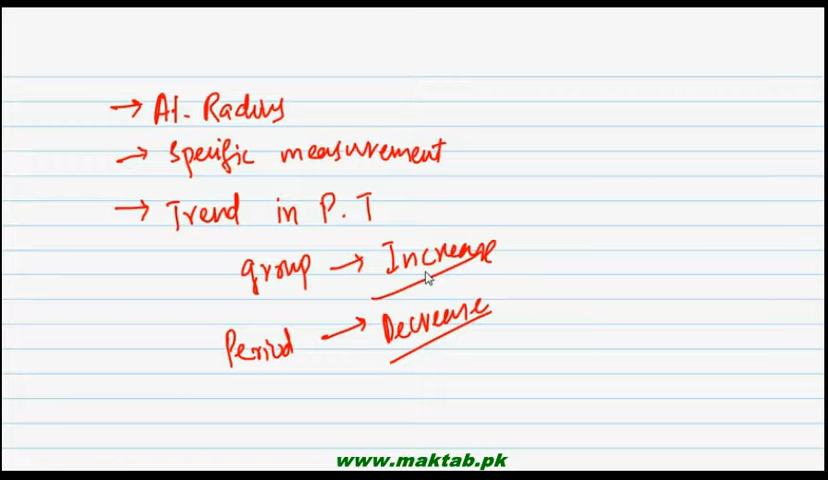 → At. Radius
→ Specific measurement
→ Trend in P.T
group → Increase
Period → Decrease
www.maktab.pk